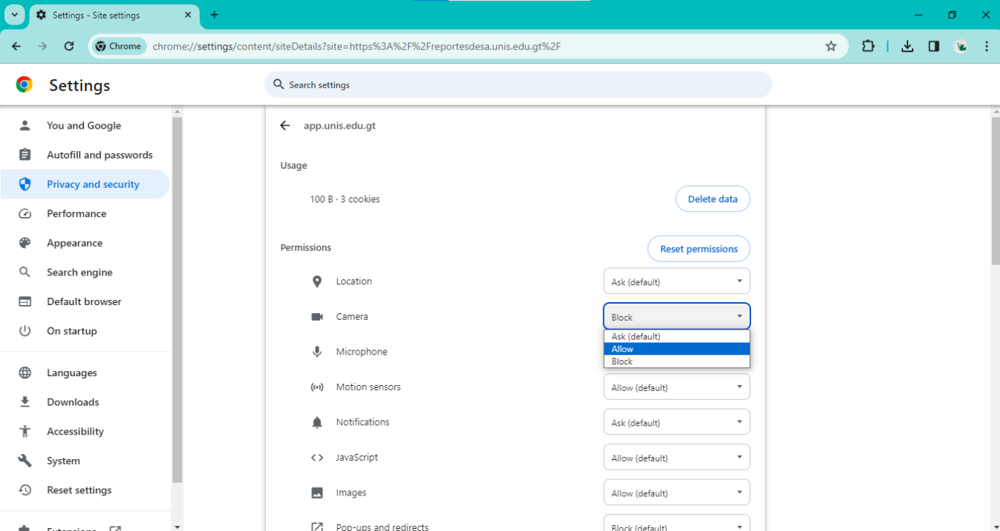 Settings - Site settings
Chrome
chrome://settings/content/siteDetails?site=https%3A%2F%2Freportesdesa.unis.edu.gt%2F
Settings
Search settings
You and Google
Autofill and passwords
Privacy and security
Performance
Appearance
Search engine
Default browser
On startup
Languages
Downloads
Accessibility
System
Reset settings
Extensions
app.unis.edu.gt
Usage
100 B · 3 cookies
Delete data
Permissions
Reset permissions
Location
Ask (default)
Camera
Block
Ask (default)
Allow
Block
Microphone
Motion sensors
Allow (default)
Notifications
Ask (default)
JavaScript
Allow (default)
Images
Allow (default)
Pop-ups and redirects
Block (default)